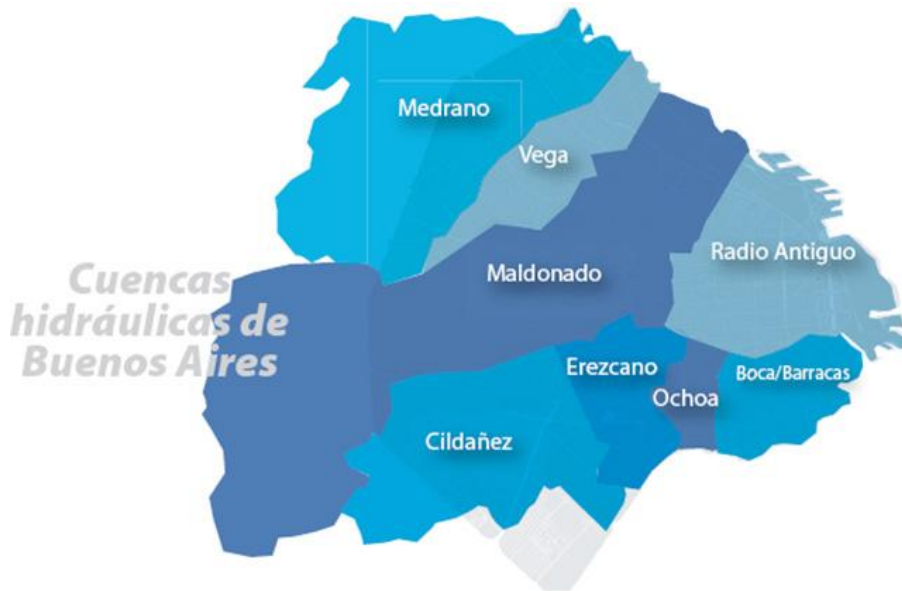 Medrano
Vega
Radio Antiguo
Maldonado
Cuencas
hidráulicas de
Buenos Aires
Erezcano
Boca/Barracas
Ochoa
Cildañez